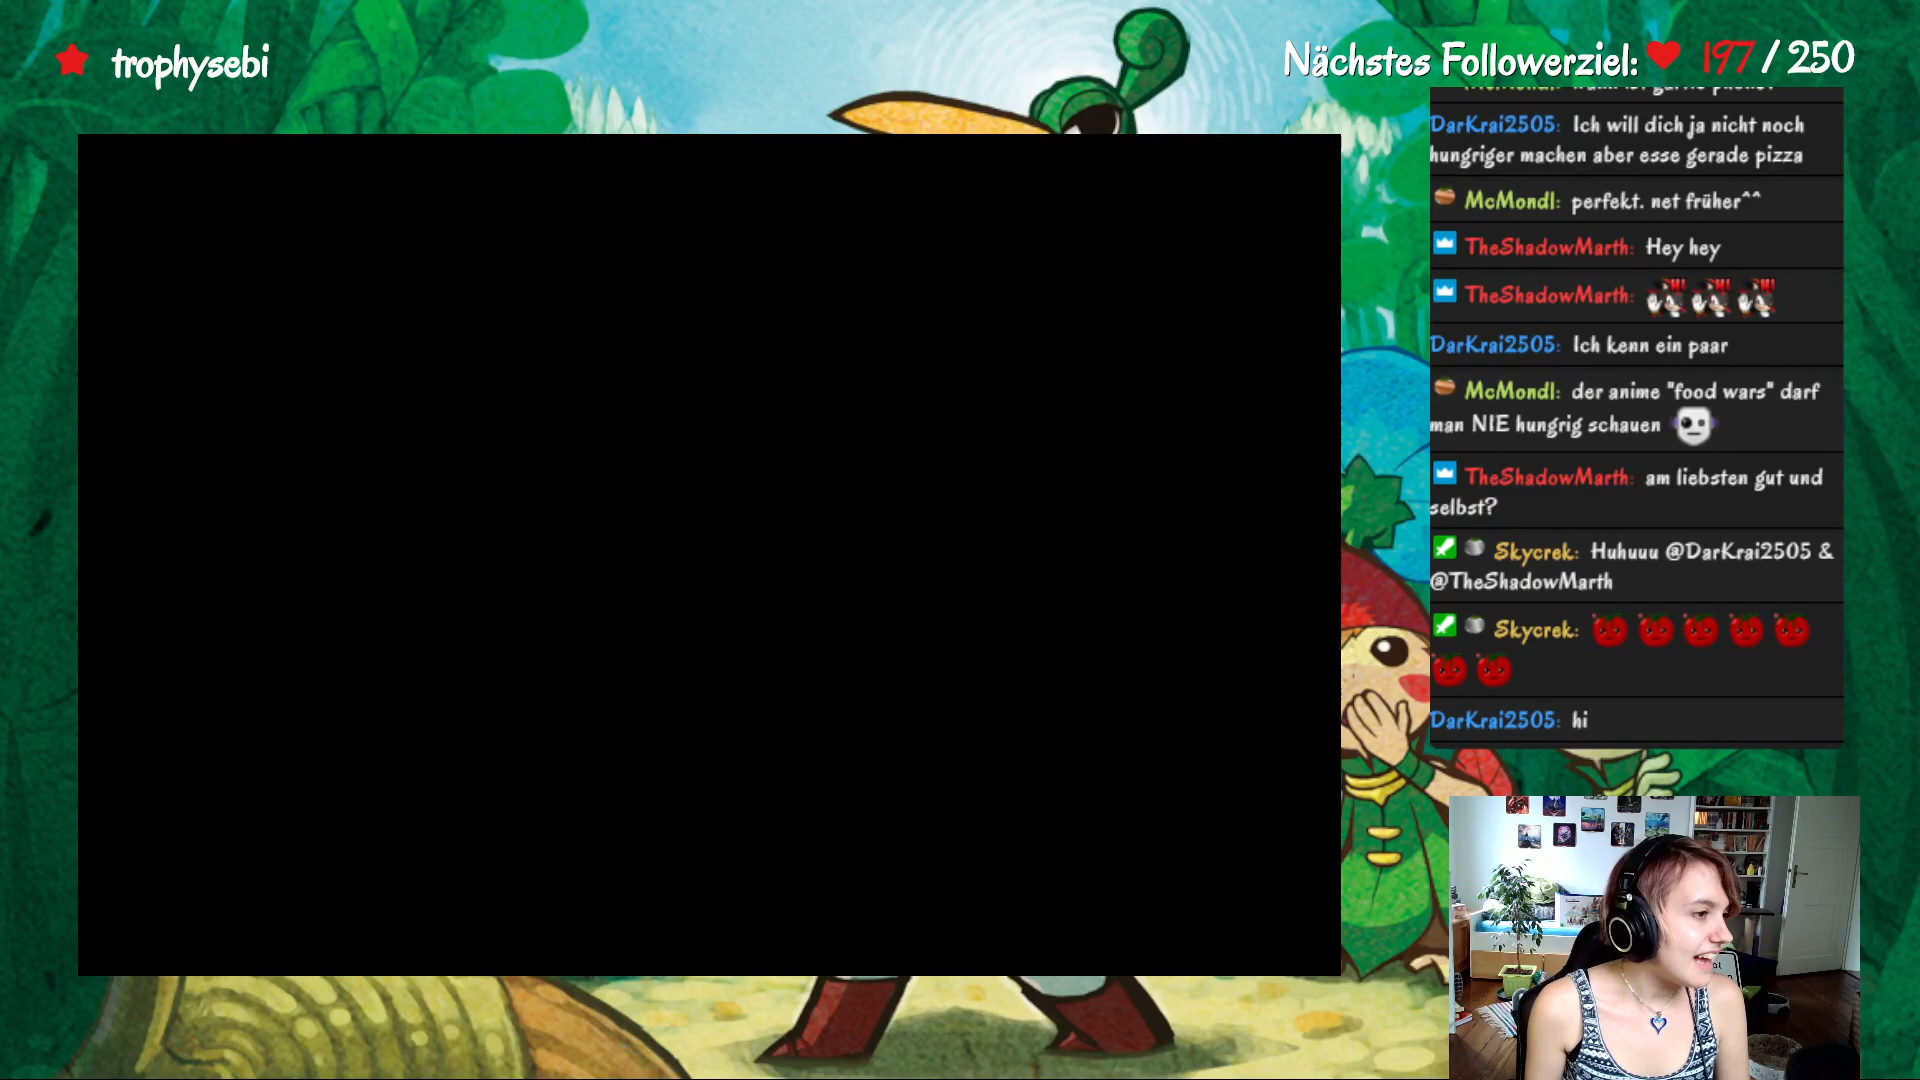 trophysebi
Nächstes Followerziel: 197 / 250
DarKrai2505: Ich will dich ja nicht noch
hungriger machen aber esse gerade pizza
McMondl: perfekt. net früher^^
TheShadowMarth: Hey hey
TheShadowMarth:
DarKrai2505: Ich kenn ein paar
McMondl: der anime "food wars" darf
man NIE hungrig schauen
TheShadowMarth: am liebsten gut und
selbst?
Skycrek: Huhuuu @DarKrai2505 &
@TheShadowMarth
Skycrek:
DarKrai2505: hi